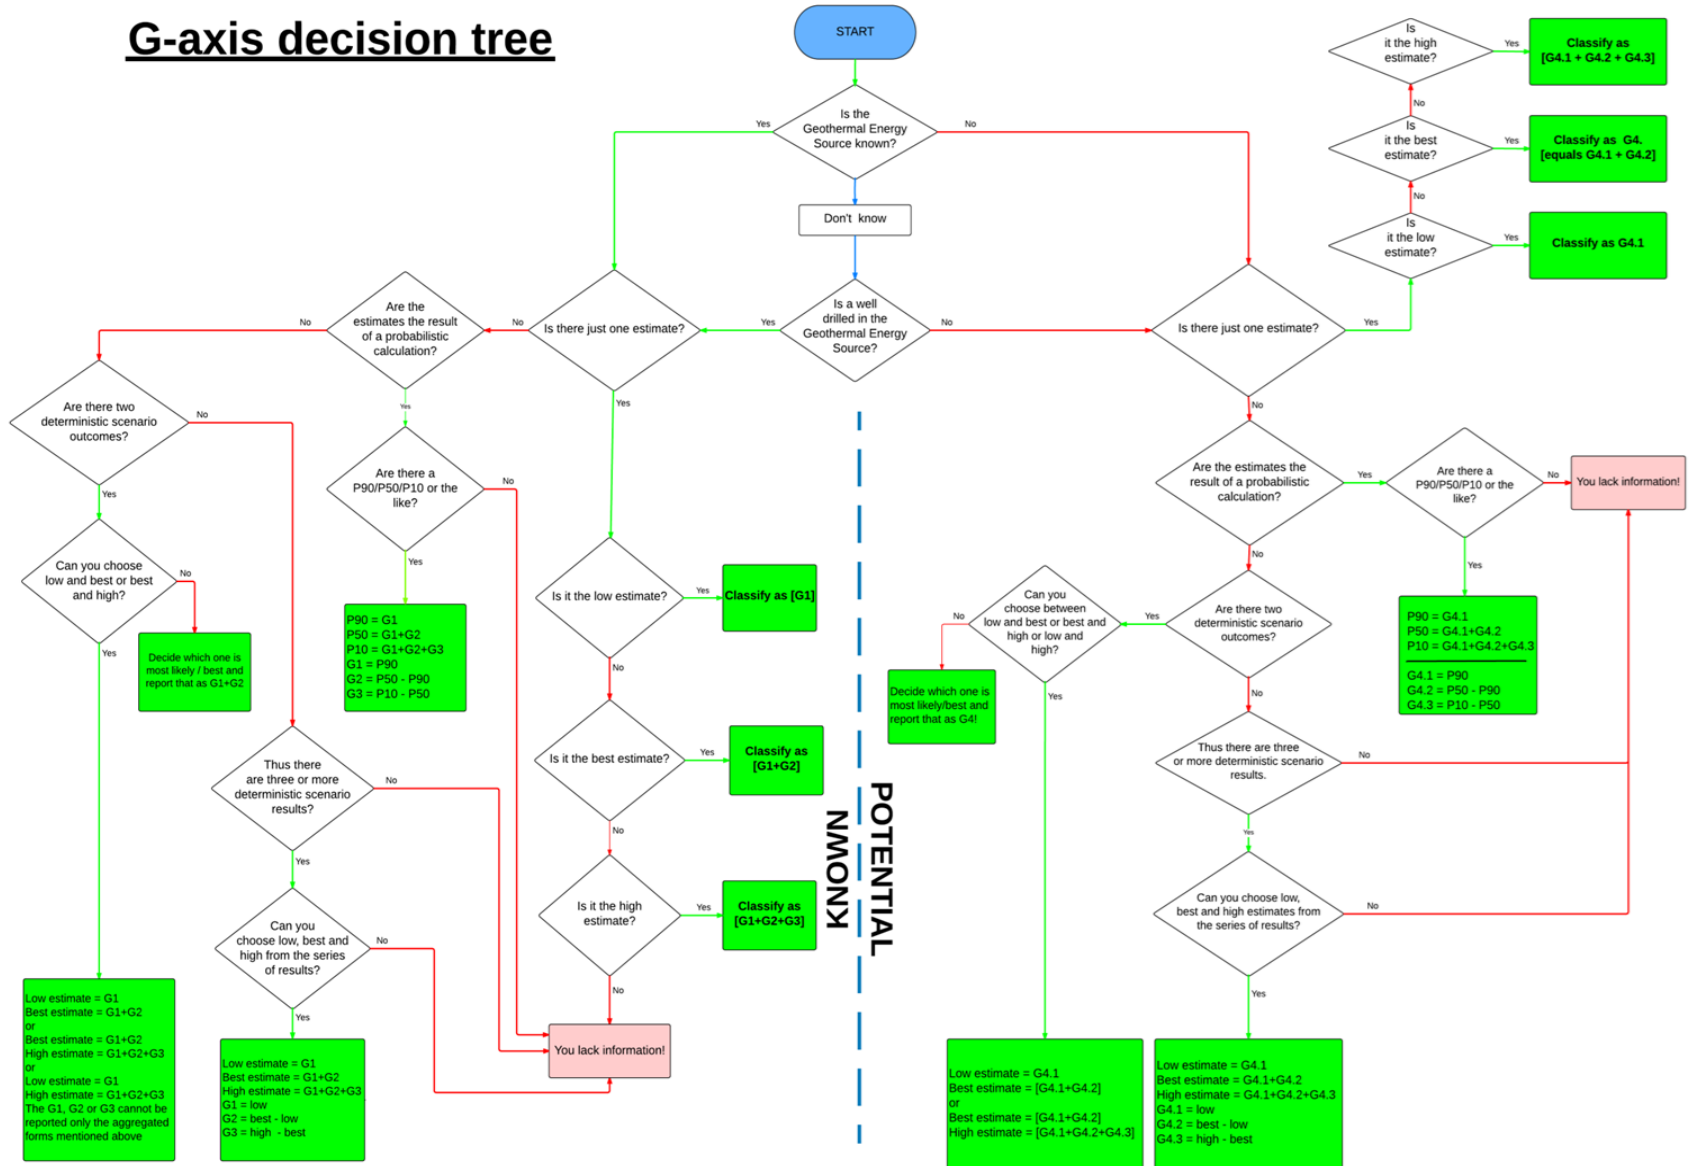 G-axis decision tree
START
Is the
Geothermal Energy
Source known?
Yes
No
Don't know
Is a well
drilled in the
Geothermal Energy
Source?
Yes
No
Is there just one estimate?
No
Yes
Are the
estimates the result
of a probabilistic
calculation?
No
Yes
Are there two
deterministic scenario
outcomes?
No
Yes
Can you choose
low and best or best
and high?
No
Yes
Decide which one is
most likely / best and
report that as G1+G2
Low estimate = G1
Best estimate = G1+G2
or
Best estimate = G1+G2
High estimate = G1+G2+G3
or
Low estimate = G1
High estimate = G1+G2+G3
The G1, G2 or G3 cannot be
reported only the aggregated
forms mentioned above
Are there a
P90/P50/P10 or the
like?
No
Yes
P90 = G1
P50 = G1+G2
P10 = G1+G2+G3
G1 = P90
G2 = P50 - P90
G3 = P10 - P50
Thus there
are three or more
deterministic scenario
results?
No
Yes
Can you
choose low, best and
high from the series
of results?
No
Yes
Low estimate = G1
Best estimate = G1+G2
High estimate = G1+G2+G3
G1 = low
G2 = best - low
G3 = high - best
Is it the low estimate?
Yes
Classify as [G1]
No
Is it the best estimate?
Yes
Classify as
[G1+G2]
No
Is it the high
estimate?
Yes
Classify as
[G1+G2+G3]
No
You lack information!
KNOWN
POTENTIAL
Is there just one estimate?
Yes
No
Is
it the low
estimate?
Yes
Classify as G4.1
No
Is
it the best
estimate?
Yes
Classify as G4.
[equals G4.1 + G4.2]
No
Is
it the high
estimate?
Yes
Classify as
[G4.1 + G4.2 + G4.3]
Are the estimates the
result of a probabilistic
calculation?
Yes
No
Are there a
P90/P50/P10 or the
like?
No
Yes
You lack information!
P90 = G4.1
P50 = G4.1+G4.2
P10 = G4.1+G4.2+G4.3
G4.1 = P90
G4.2 = P50 - P90
G4.3 = P10 - P50
Are there two
deterministic scenario
outcomes?
Yes
No
Can you
choose between
low and best or best and
high or low and
high?
No
Yes
Decide which one is
most likely/best and
report that as G4!
Low estimate = G4.1
Best estimate = [G4.1+G4.2]
or
Best estimate = [G4.1+G4.2]
High estimate = [G4.1+G4.2+G4.3]
Thus there are three
or more deterministic scenario
results.
No
Yes
Can you choose low,
best and high estimates from
the series of results?
No
Yes
Low estimate = G4.1
Best estimate = G4.1+G4.2
High estimate = G4.1+G4.2+G4.3
G4.1 = low
G4.2 = best - low
G4.3 = high - best